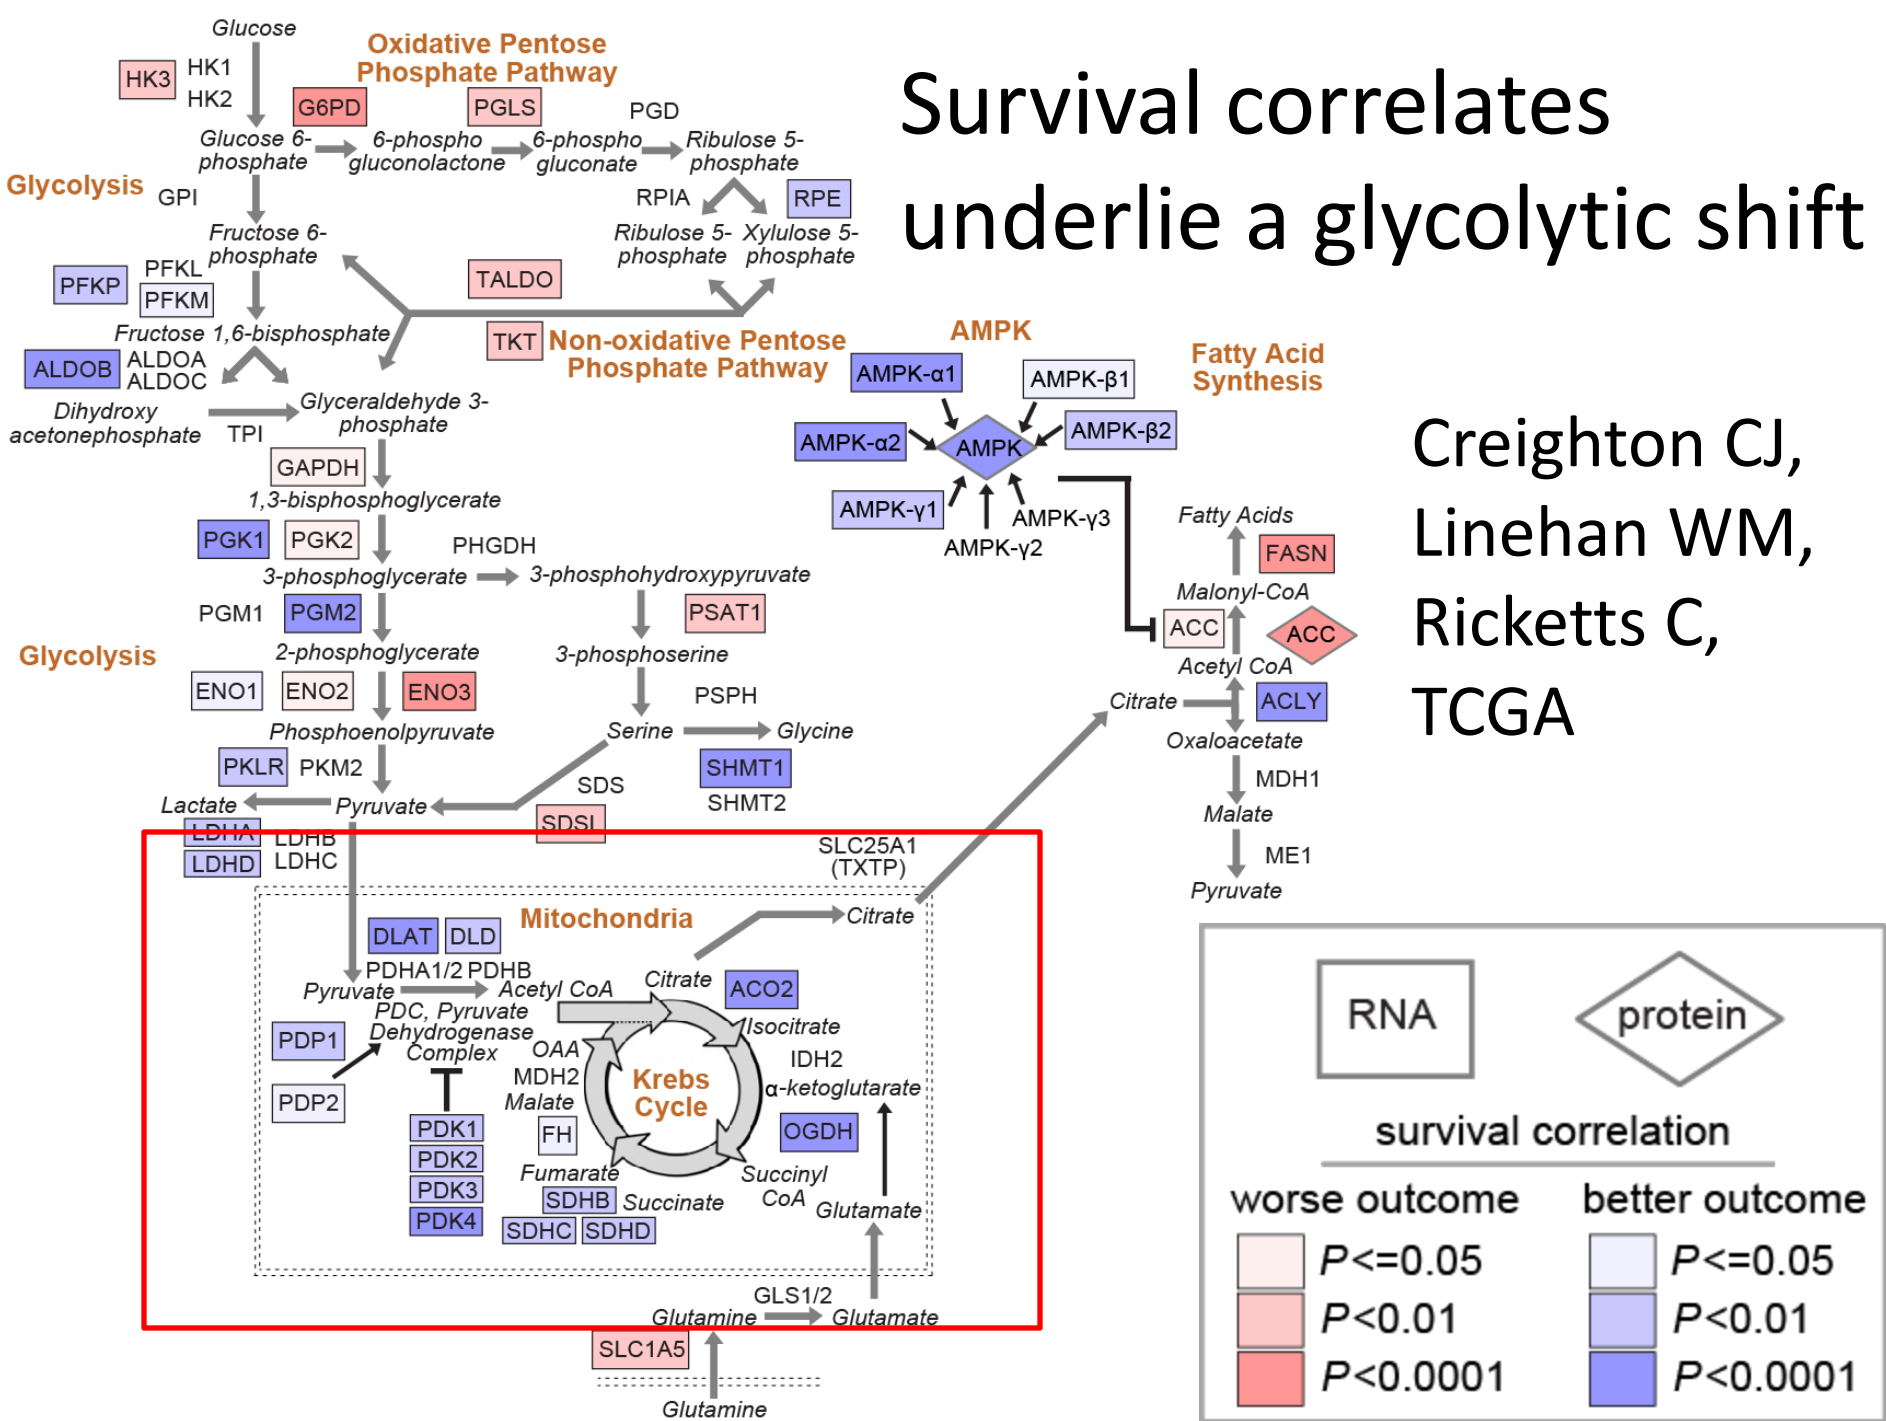 Survival correlates
underlie a glycolytic shift
Creighton CJ,
Linehan WM,
Ricketts C,
TCGA
Glucose
HK3
HK1
HK2
Oxidative Pentose
Phosphate Pathway
G6PD
PGLS
PGD
Glucose 6-
phosphate
6-phospho
gluconolactone
6-phospho
gluconate
Ribulose 5-
phosphate
Glycolysis
GPI
RPIA
RPE
Fructose 6-
phosphate
Ribulose 5-
phosphate
Xylulose 5-
phosphate
PFKP
PFKL
PFKM
TALDO
Fructose 1,6-bisphosphate
TKT
Non-oxidative Pentose
Phosphate Pathway
ALDOB
ALDOA
ALDOC
Dihydroxy
acetonephosphate
TPI
Glyceraldehyde 3-
phosphate
GAPDH
1,3-bisphosphoglycerate
PGK1
PGK2
PHGDH
3-phosphoglycerate
3-phosphohydroxypyruvate
PGM1
PGM2
PSAT1
2-phosphoglycerate
3-phosphoserine
Glycolysis
ENO1
ENO2
ENO3
PSPH
Phosphoenolpyruvate
Serine
Glycine
PKLR
PKM2
SHMT1
SHMT2
SDS
SDSL
Lactate
Pyruvate
LDHA
LDHB
LDHD
LDHC
AMPK
AMPK-α1
AMPK-β1
AMPK-α2
AMPK
AMPK-β2
AMPK-γ1
AMPK-γ3
AMPK-γ2
Fatty Acid
Synthesis
Fatty Acids
FASN
Malonyl-CoA
ACC
ACC
Acetyl CoA
Citrate
ACLY
Oxaloacetate
MDH1
Malate
ME1
Pyruvate
SLC25A1
(TXTP)
Mitochondria
Citrate
DLAT
DLD
PDHA1/2 PDHB
Pyruvate
Acetyl CoA
PDC, Pyruvate
Dehydrogenase
Complex
PDP1
PDP2
PDK1
PDK2
PDK3
PDK4
Citrate
ACO2
Isocitrate
IDH2
α-ketoglutarate
OGDH
Succinyl
CoA
Succinate
SDHB
SDHC
SDHD
Fumarate
FH
Malate
MDH2
OAA
Krebs
Cycle
Glutamate
GLS1/2
Glutamine
Glutamate
SLC1A5
Glutamine
RNA
protein
survival correlation
worse outcome
better outcome
P<=0.05
P<=0.05
P<0.01
P<0.01
P<0.0001
P<0.0001